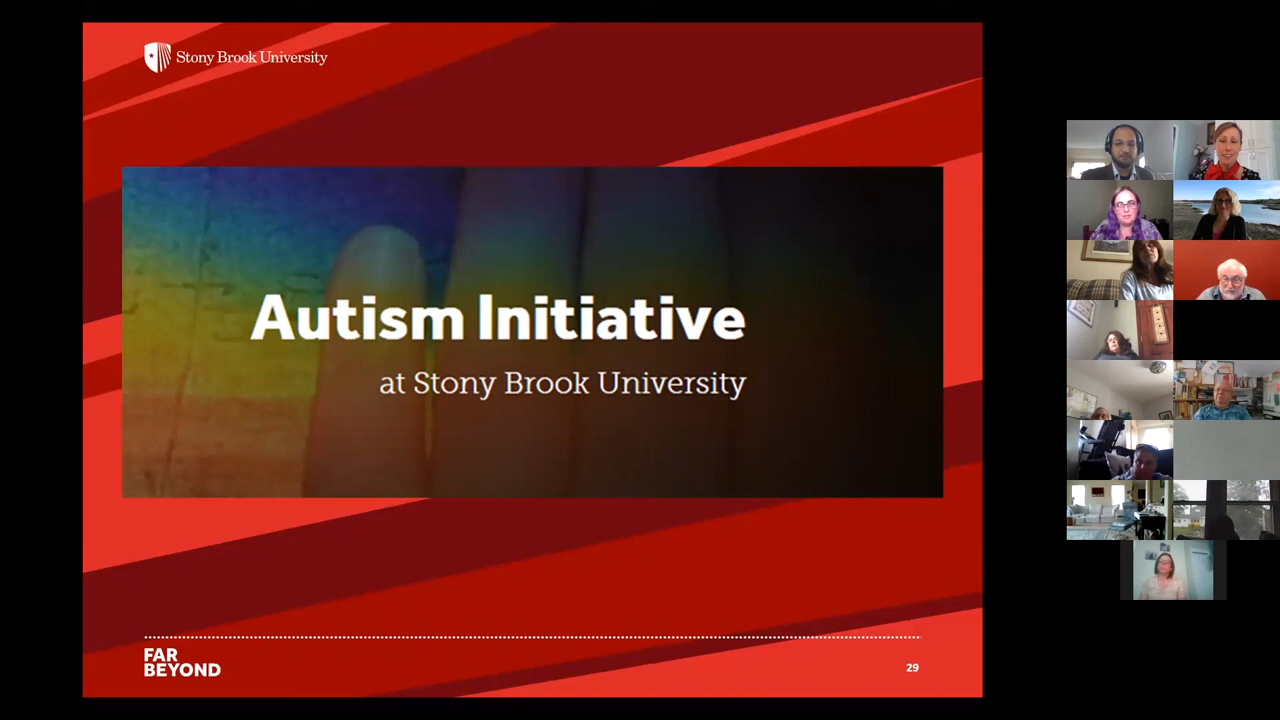 Stony Brook University
Autism Initiative
at Stony Brook University
FAR
BEYOND
29